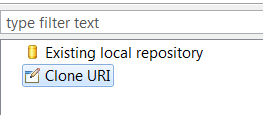 type filter text
Existing local repository
Clone URI